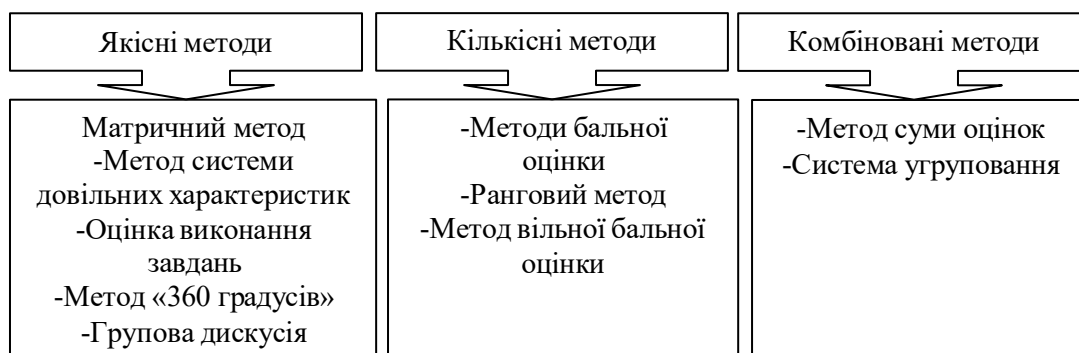 Якісні методи
Матричний метод
-Метод системи
довільних характеристик
-Оцінка виконання
завдань
-Метод «360 градусів»
-Групова дискусія
Кількісні методи
-Методи бальної
оцінки
-Ранговий метод
-Метод вільної бальної
оцінки
Комбіновані методи
-Метод суми оцінок
-Система угруповання